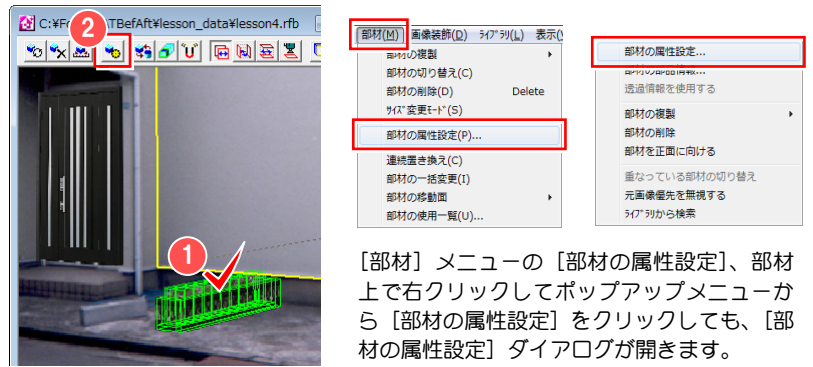 C:¥F
TBefAft¥lesson_data¥lesson4.rfb
2
1
部材(M) 画像装飾(D) ﾗｲﾌﾞﾗﾘ(L) 表示(
部材の複製
部材の切り替え(C)
部材の削除(D) Delete
ｻｲｽﾞ変更ﾓｰﾄﾞ(S)
部材の属性設定(P)...
連続置き換え(C)
部材の一括変更(I)
部材の移動面
部材の使用一覧(U)...
部材の属性設定...
部材の部品情報...
透過情報を使用する
部材の複製
部材の削除
部材を正面に向ける
重なっている部材の切り替え
元画像優先を無視する
ﾗｲﾌﾞﾗﾘから検索
［部材］メニューの［部材の属性設定］、部材
上で右クリックしてポップアップメニューか
ら［部材の属性設定］をクリックしても、［部
材の属性設定］ダイアログが開きます。